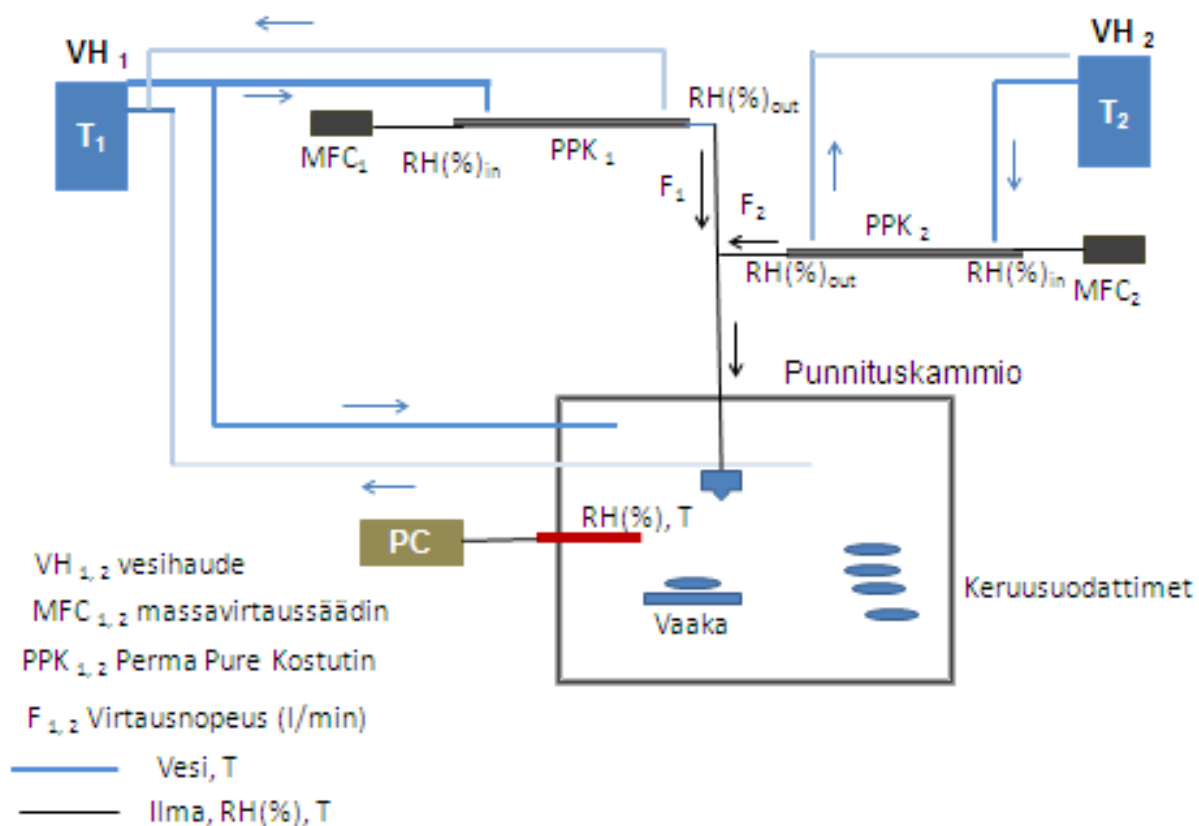 VH 1
VH 2
T1
T2
MFC1
RH(%)in
PPK 1
RH(%)out
F1
F2
PPK 2
RH(%)out
RH(%)in
MFC2
Punnituskammio
RH(%), T
PC
Vaaka
Keruusuodattimet
VH 1, 2 vesihaude
MFC 1, 2 massavirtaussäädin
PPK 1, 2 Perma Pure Kostutin
F 1, 2 Virtausnopeus (l/min)
Vesi, T
Ilma, RH(%), T